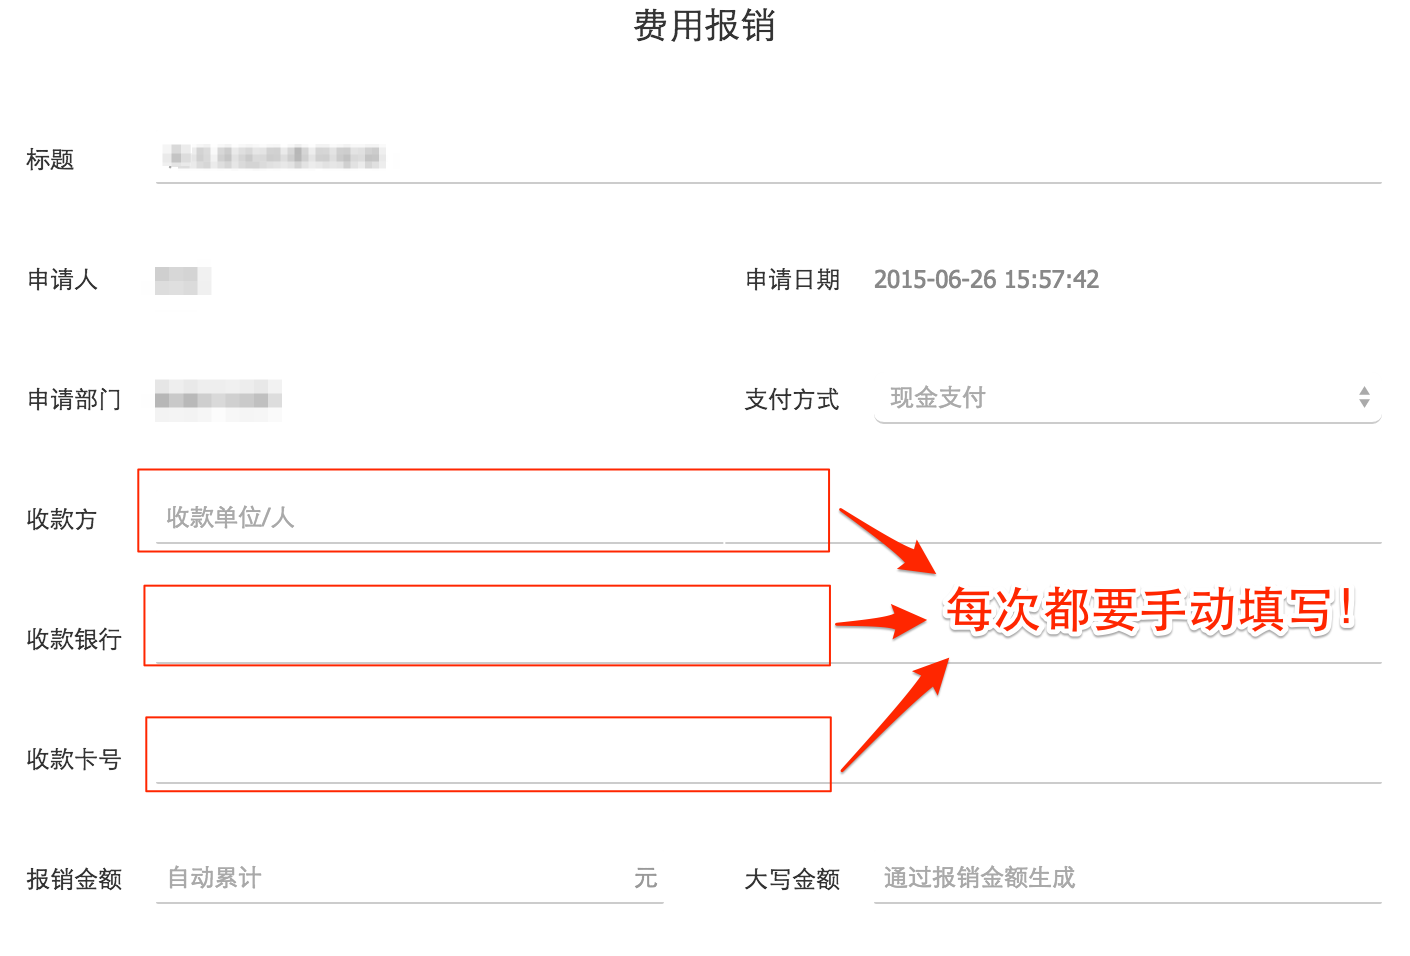 费用报销
标题
申请人
申请日期 2015-06-26 15:57:42
申请部门
支付方式 现金支付
收款方 收款单位/人
每次都要手动填写！
收款银行
收款卡号
报销金额 自动累计 元
大写金额 通过报销金额生成